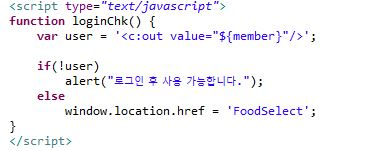 <script type="text/javascript">
function loginChk() {
    var user = '<c:out value="${member}"/>';

    if(!user)
        alert("로그인 후 사용 가능합니다.");
    else
        window.location.href = 'FoodSelect';
}
</script>